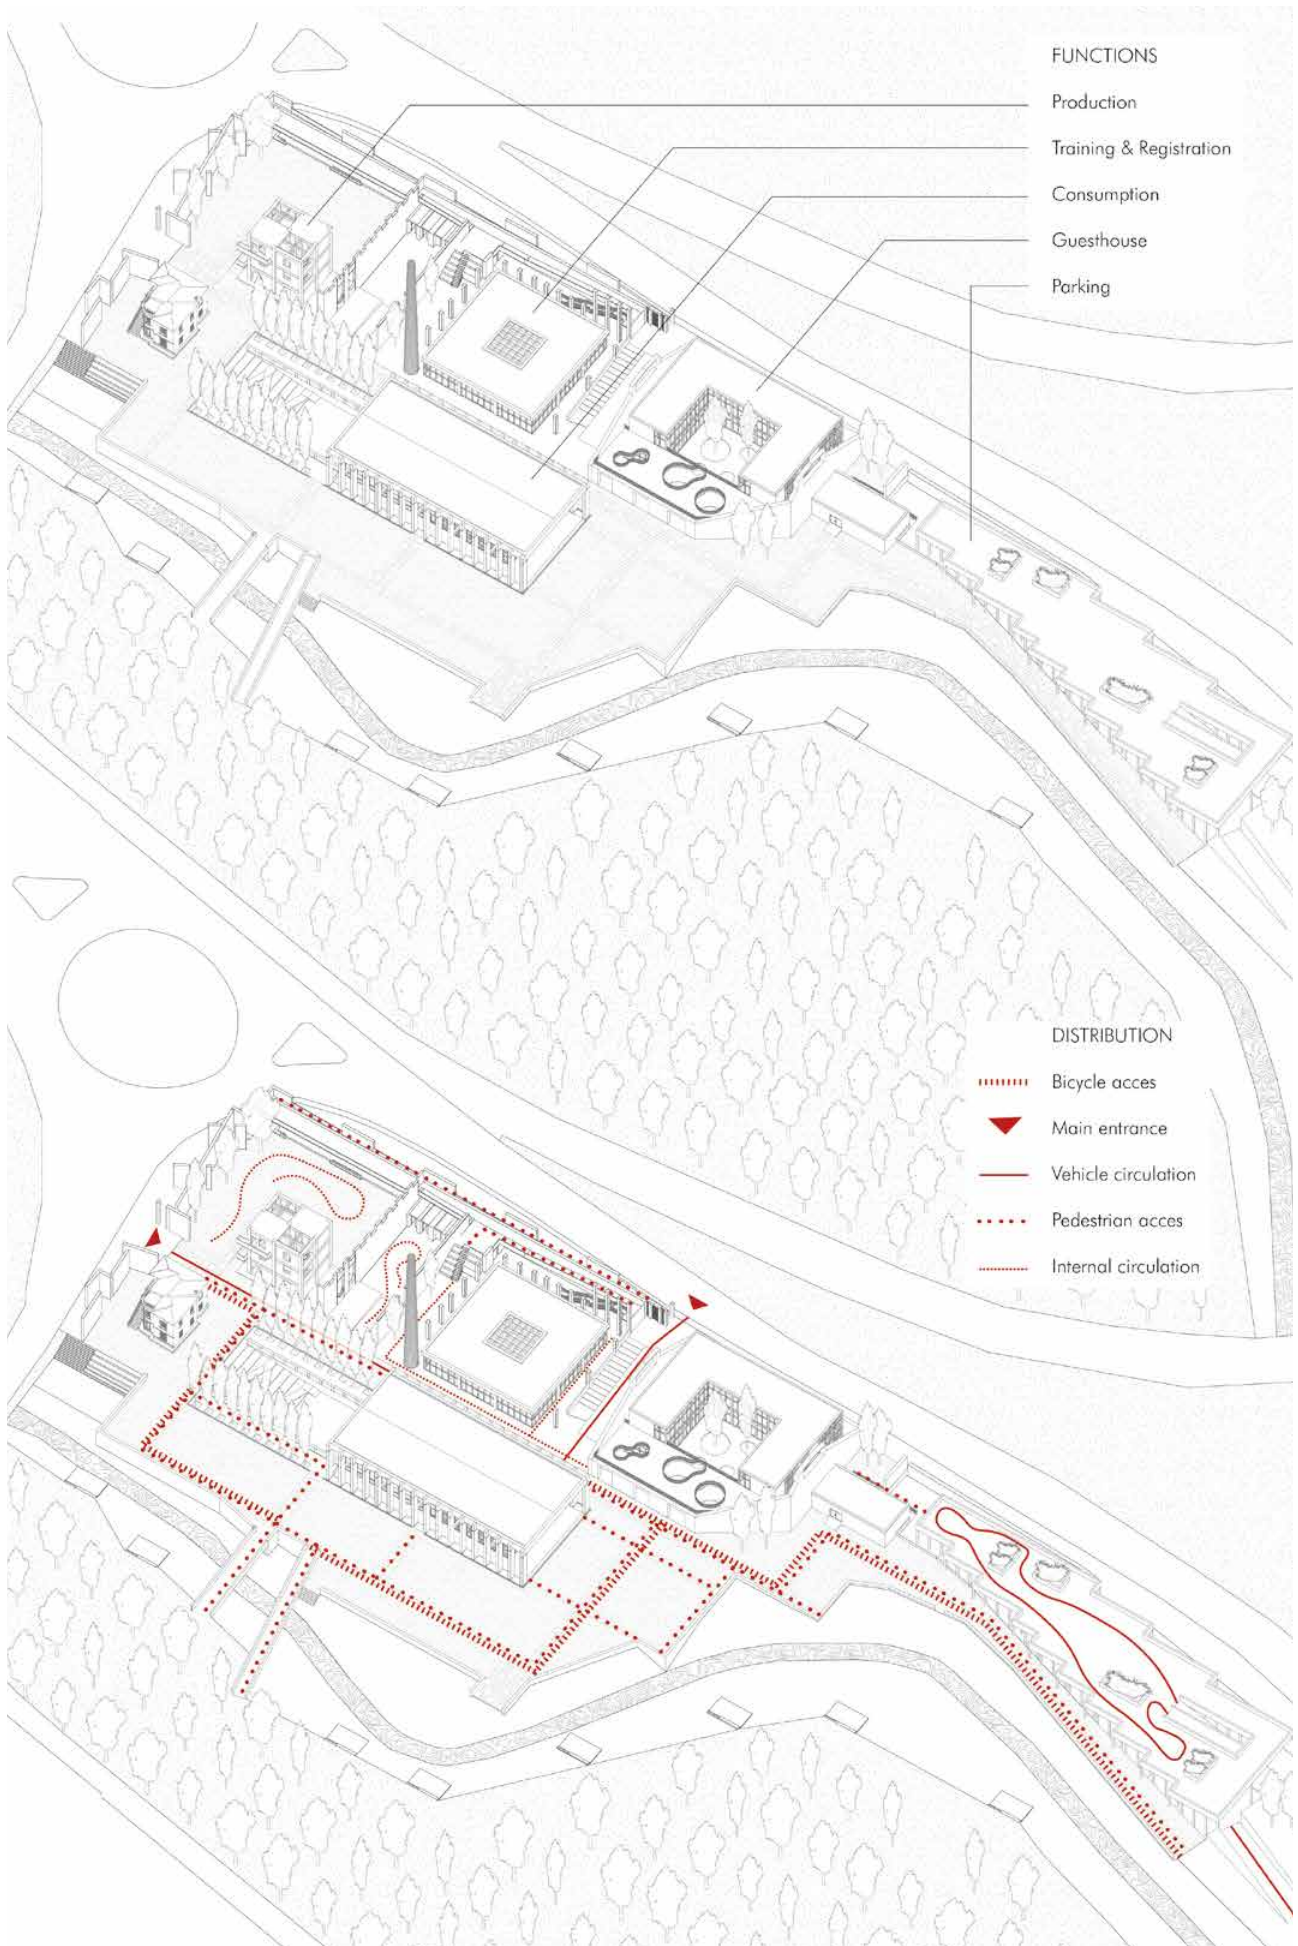 FUNCTIONS
Production
Training & Registration
Consumption
Guesthouse
Parking
DISTRIBUTION
Bicycle acces
Main entrance
Vehicle circulation
Pedestrian acces
Internal circulation